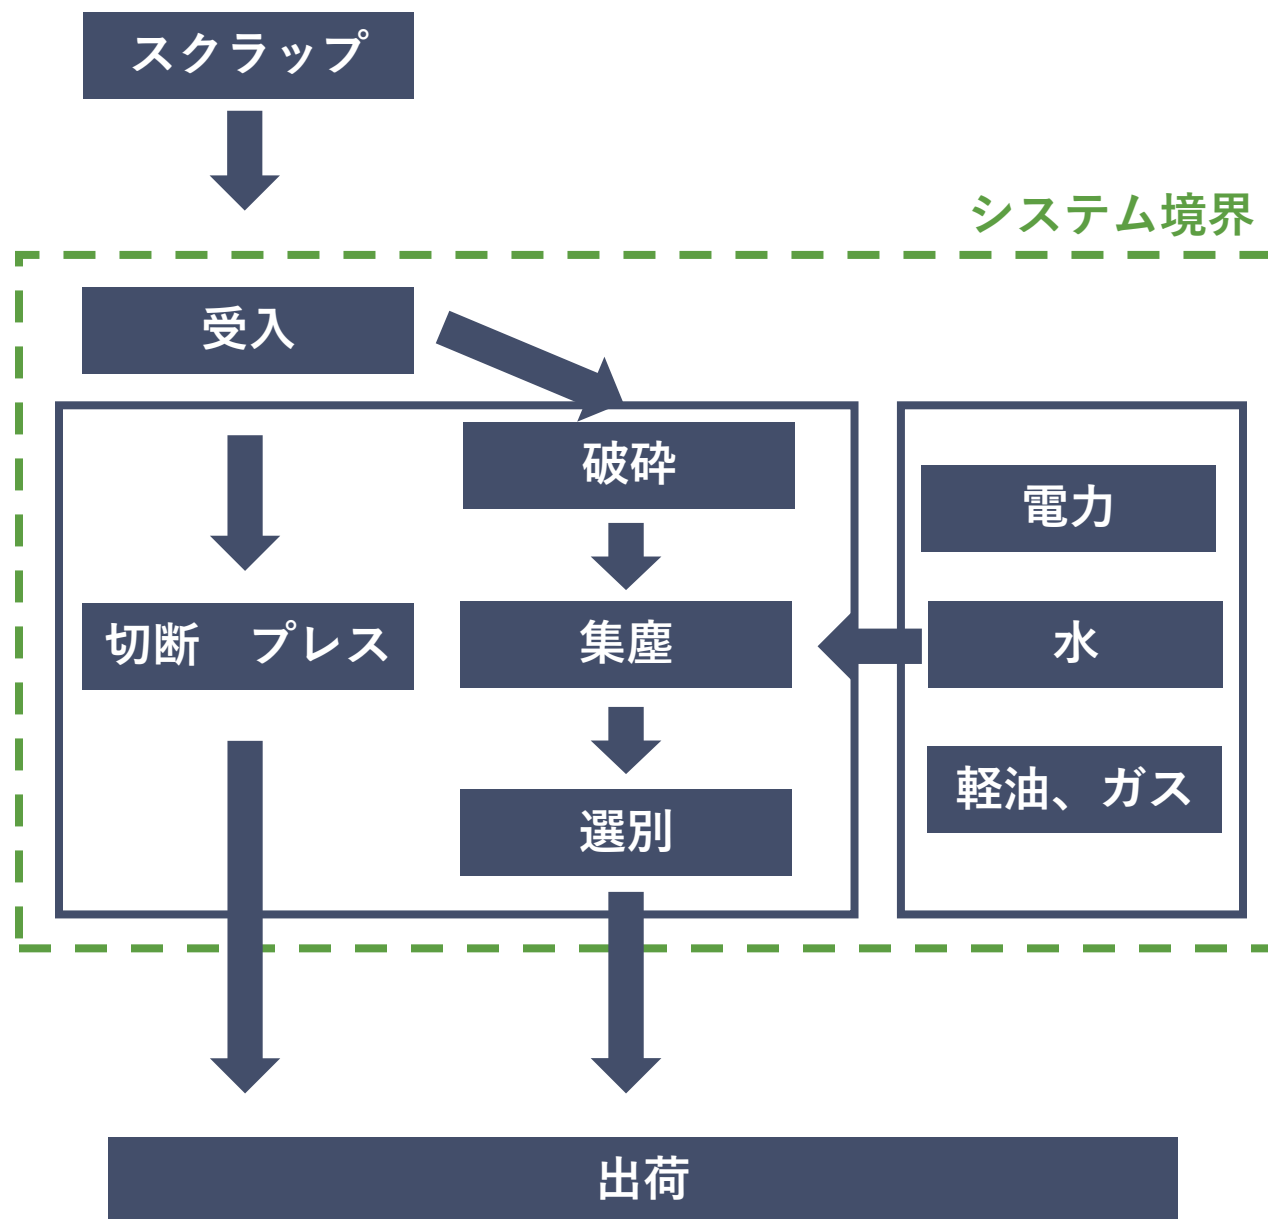 スクラップ
システム境界
受入
破砕
電力
切断　プレス
集塵
水
軽油、ガス
選別
出荷